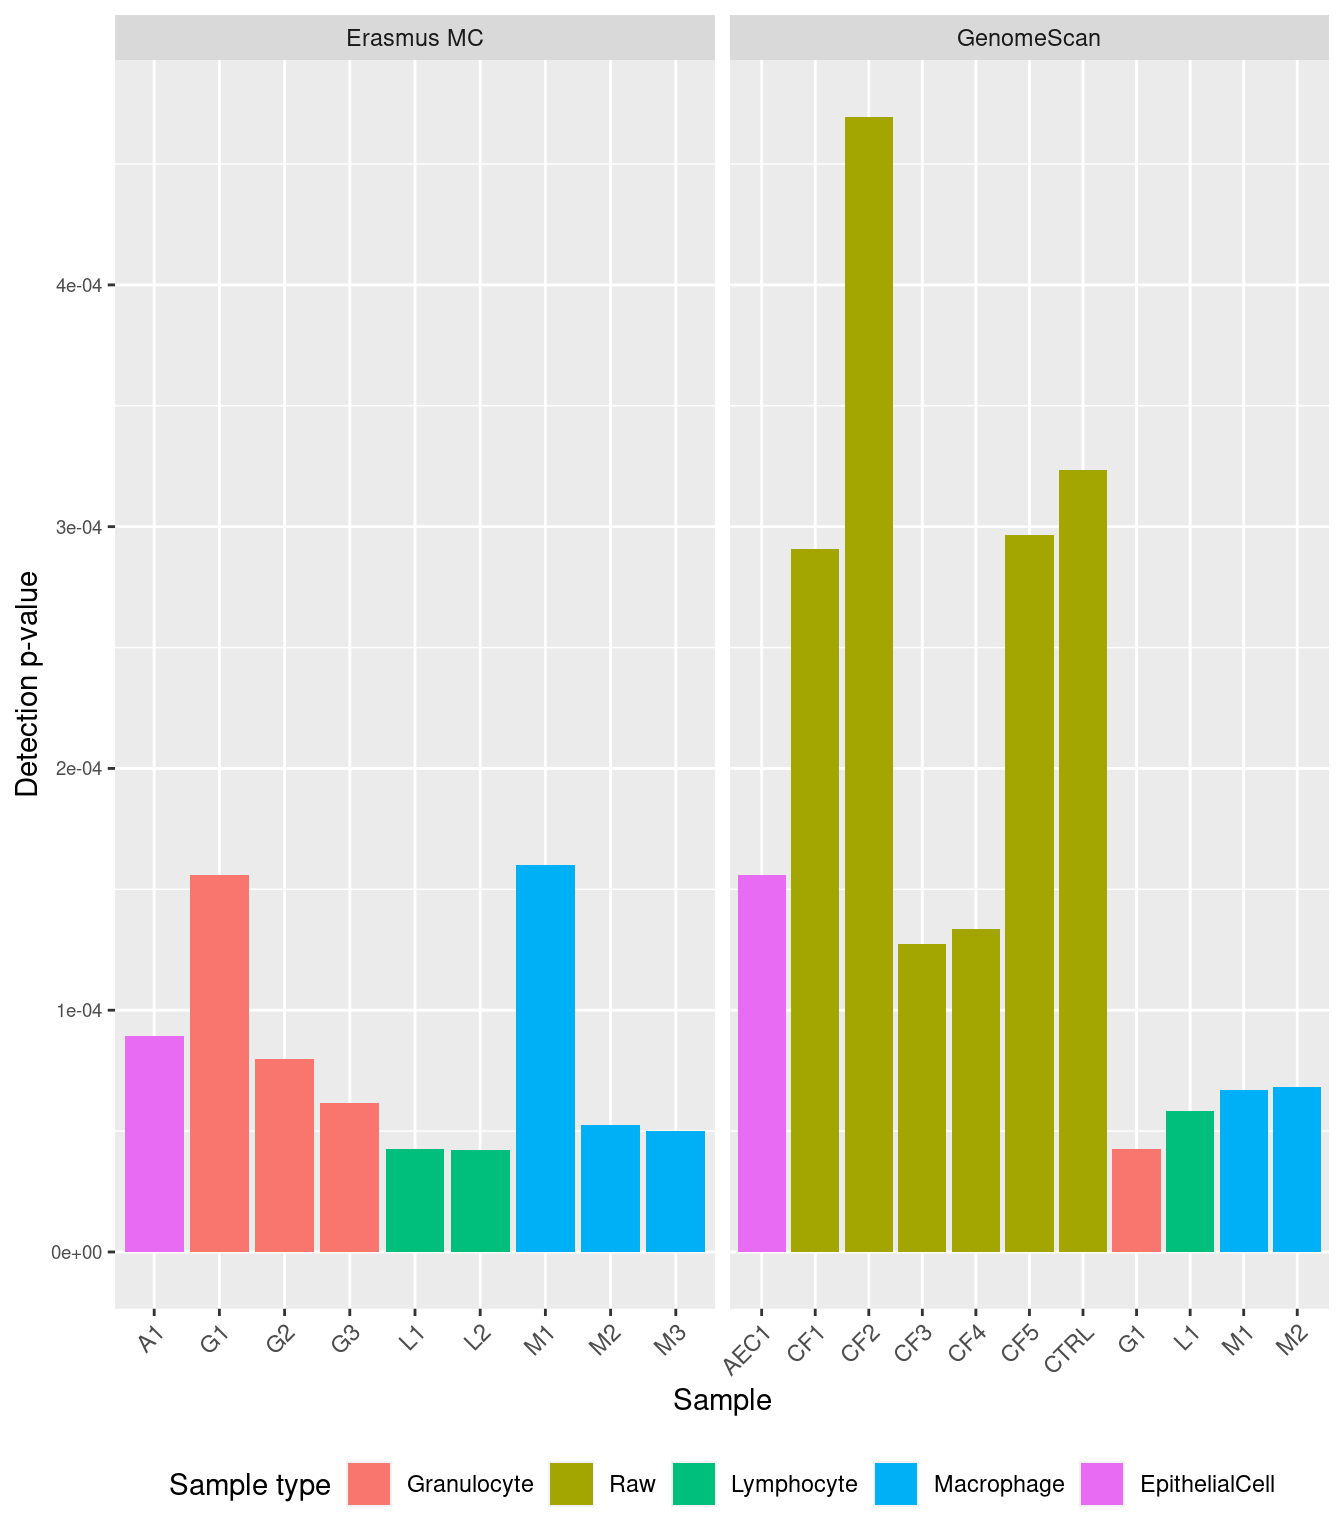 Erasmus MC
GenomeScan
Detection p-value
4e-04
3e-04
2e-04
1e-04
0e+00
A1 G1 G2 G3 L1 L2 M1 M2 M3
AEC1 CF1 CF2 CF3 CF4 CF5 CTRL G1 L1 M1 M2
Sample
Sample type Granulocyte Raw Lymphocyte Macrophage EpithelialCell